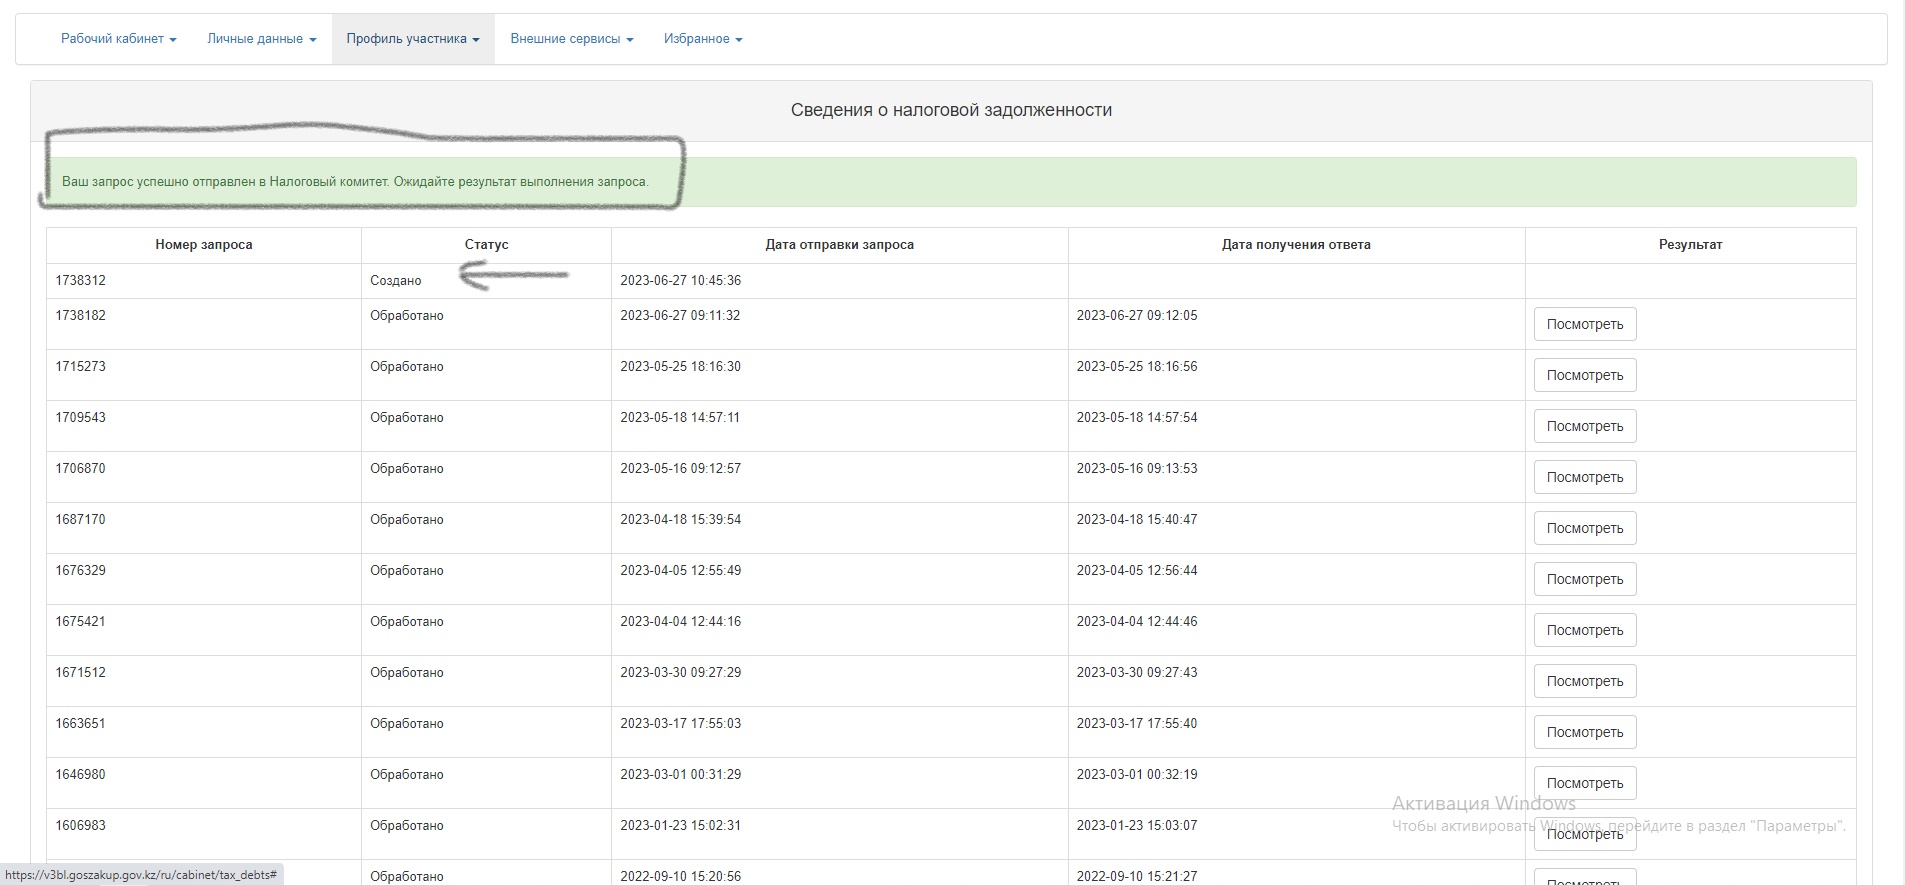 Рабочий кабинет Личные данные Профиль участника Внешние сервисы Избранное
Сведения о налоговой задолженности
Ваш запрос успешно отправлен в Налоговый комитет. Ожидайте результат выполнения запроса.
Номер запроса Статус Дата отправки запроса Дата получения ответа Результат
1738312 Создано 2023-06-27 10:45:36
1738182 Обработано 2023-06-27 09:11:32 2023-06-27 09:12:05 Посмотреть
1715273 Обработано 2023-05-25 18:16:30 2023-05-25 18:16:56 Посмотреть
1709543 Обработано 2023-05-18 14:57:11 2023-05-18 14:57:54 Посмотреть
1706870 Обработано 2023-05-16 09:12:57 2023-05-16 09:13:53 Посмотреть
1687170 Обработано 2023-04-18 15:39:54 2023-04-18 15:40:47 Посмотреть
1676329 Обработано 2023-04-05 12:55:49 2023-04-05 12:56:44 Посмотреть
1675421 Обработано 2023-04-04 12:44:16 2023-04-04 12:44:46 Посмотреть
1671512 Обработано 2023-03-30 09:27:29 2023-03-30 09:27:43 Посмотреть
1663651 Обработано 2023-03-17 17:55:03 2023-03-17 17:55:40 Посмотреть
1646980 Обработано 2023-03-01 00:31:29 2023-03-01 00:32:19 Посмотреть
Активация Windows
Чтобы активировать Windows, перейдите в раздел "Параметры".
1606983 Обработано 2023-01-23 15:02:31 2023-01-23 15:03:07 Посмотреть
Обработано 2022-09-10 15:20:56 2022-09-10 15:21:27 Посмотреть
https://v3bl.goszakup.gov.kz/ru/cabinet/tax_debts#